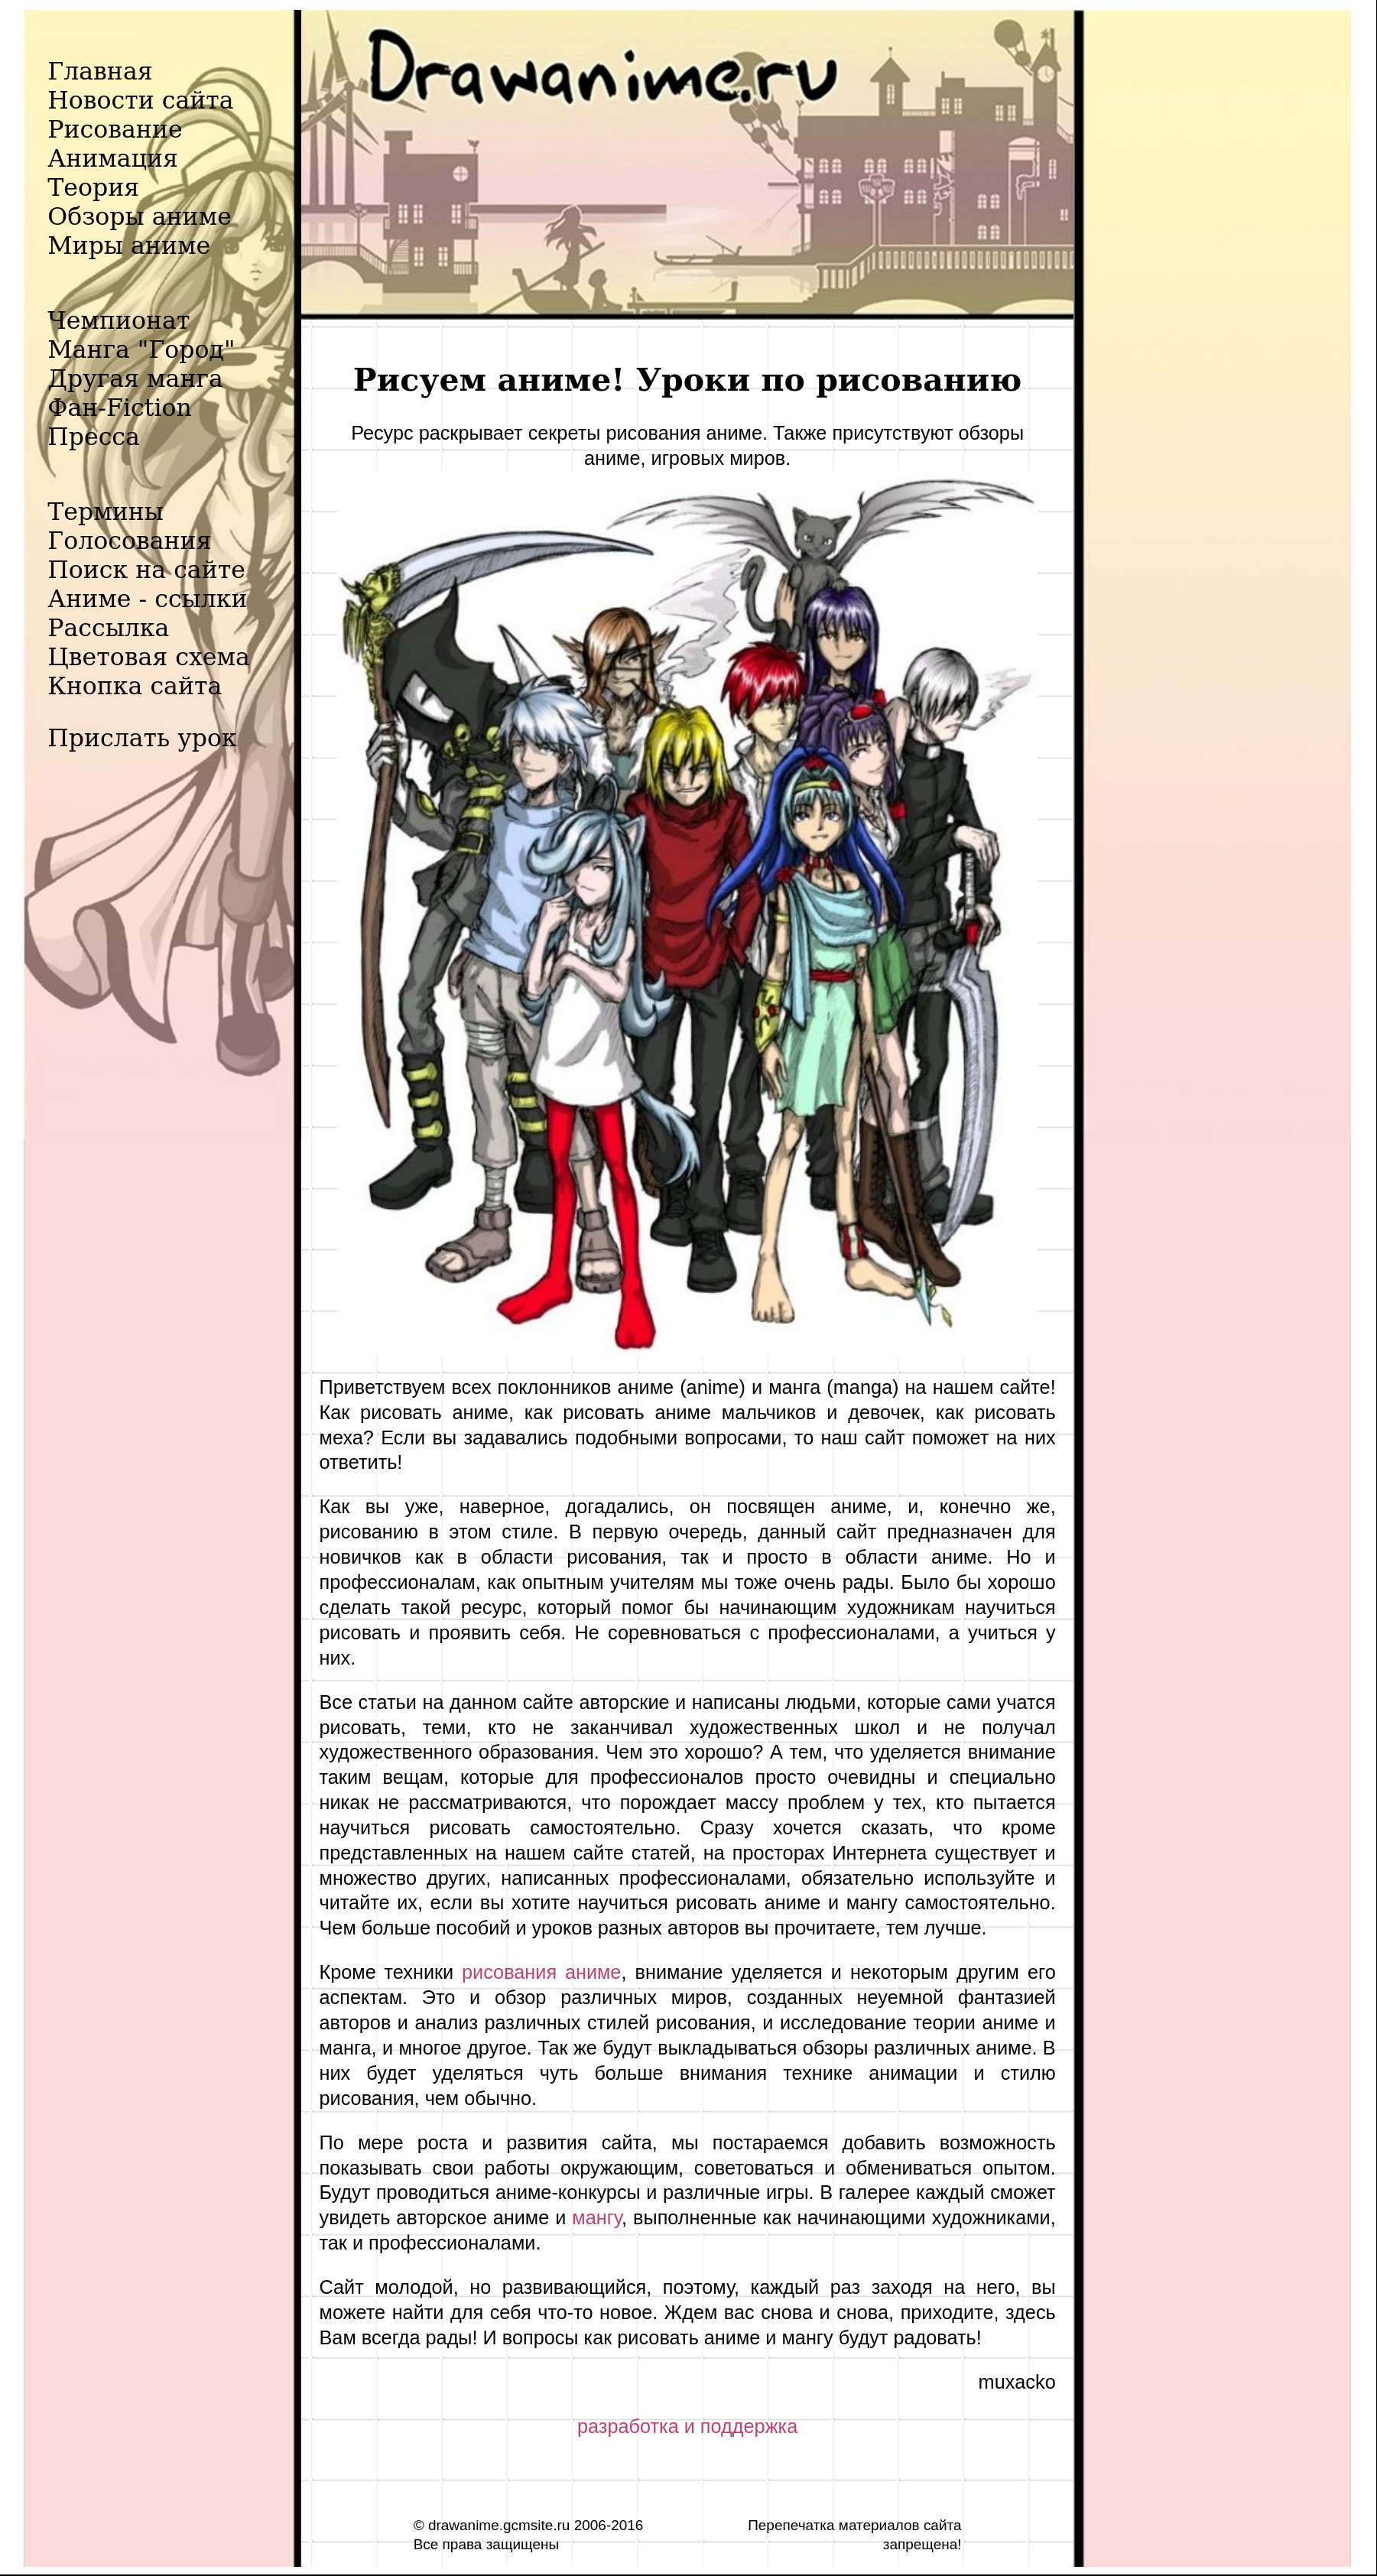 Главная
Новости сайта
Рисование
Анимация
Теория
Обзоры аниме
Миры аниме
Чемпионат
Манга "Город"
Другая манга
Фан-Fiction
Пресса
Термины
Голосования
Поиск на сайте
Аниме - ссылки
Рассылка
Цветовая схема
Кнопка сайта
Прислать урок
Drawanime.ru
Рисуем аниме! Уроки по рисованию
Ресурс раскрывает секреты рисования аниме. Также присутствуют обзоры
аниме, игровых миров.
Приветствуем всех поклонников аниме (anime) и манга (manga) на нашем сайте!
Как рисовать аниме, как рисовать аниме мальчиков и девочек, как рисовать
меха? Если вы задавались подобными вопросами, то наш сайт поможет на них
ответить!
Как вы уже, наверное, догадались, он посвящен аниме, и, конечно же,
рисованию в этом стиле. В первую очередь, данный сайт предназначен для
новичков как в области рисования, так и просто в области аниме. Но и
профессионалам, как опытным учителям мы тоже очень рады. Было бы хорошо
сделать такой ресурс, который помог бы начинающим художникам научиться
рисовать и проявить себя. Не соревноваться с профессионалами, а учиться у
них.
Все статьи на данном сайте авторские и написаны людьми, которые сами учатся
рисовать, теми, кто не заканчивал художественных школ и не получал
художественного образования. Чем это хорошо? А тем, что уделяется внимание
таким вещам, которые для профессионалов просто очевидны и специально
никак не рассматриваются, что порождает массу проблем у тех, кто пытается
научиться рисовать самостоятельно. Сразу хочется сказать, что кроме
представленных на нашем сайте статей, на просторах Интернета существует и
множество других, написанных профессионалами, обязательно используйте и
читайте их, если вы хотите научиться рисовать аниме и мангу самостоятельно.
Чем больше пособий и уроков разных авторов вы прочитаете, тем лучше.
Кроме техники рисования аниме, внимание уделяется и некоторым другим его
аспектам. Это и обзор различных миров, созданных неуемной фантазией
авторов и анализ различных стилей рисования, и исследование теории аниме и
манга, и многое другое. Так же будут выкладываться обзоры различных аниме. В
них будет уделяться чуть больше внимания технике анимации и стилю
рисования, чем обычно.
По мере роста и развития сайта, мы постараемся добавить возможность
показывать свои работы окружающим, советоваться и обмениваться опытом.
Будут проводиться аниме-конкурсы и различные игры. В галерее каждый сможет
увидеть авторское аниме и мангу, выполненные как начинающими художниками,
так и профессионалами.
Сайт молодой, но развивающийся, поэтому, каждый раз заходя на него, вы
можете найти для себя что-то новое. Ждем вас снова и снова, приходите, здесь
Вам всегда рады! И вопросы как рисовать аниме и мангу будут радовать!
muxacko
разработка и поддержка
© drawanime.gcmsite.ru 2006-2016
Все права защищены
Перепечатка материалов сайта
запрещена!